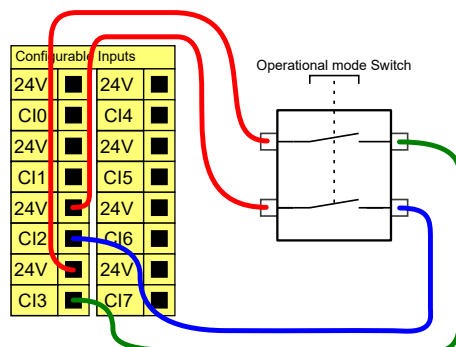 Configurable Inputs
Operational mode Switch
24V 24V
CI0 CI4
24V 24V
CI1 CI5
24V 24V
CI2 CI6
24V 24V
CI3 CI7